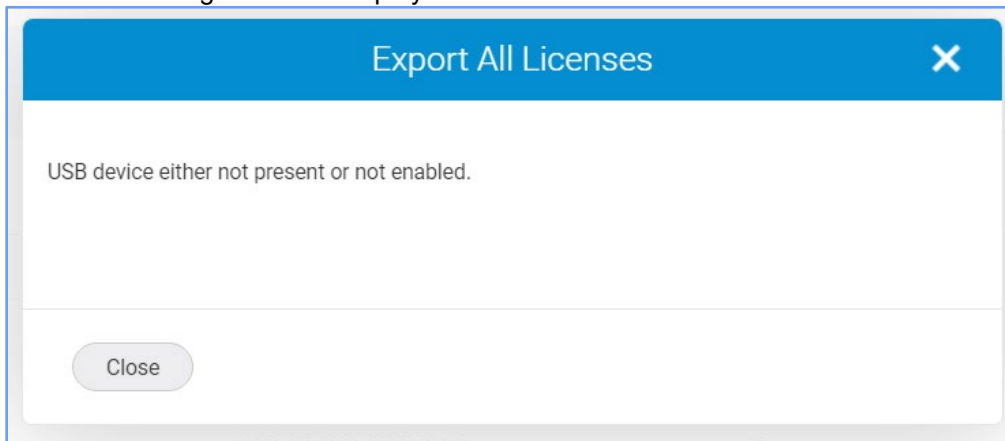 Export All Licenses
USB device either not present or not enabled.
Close